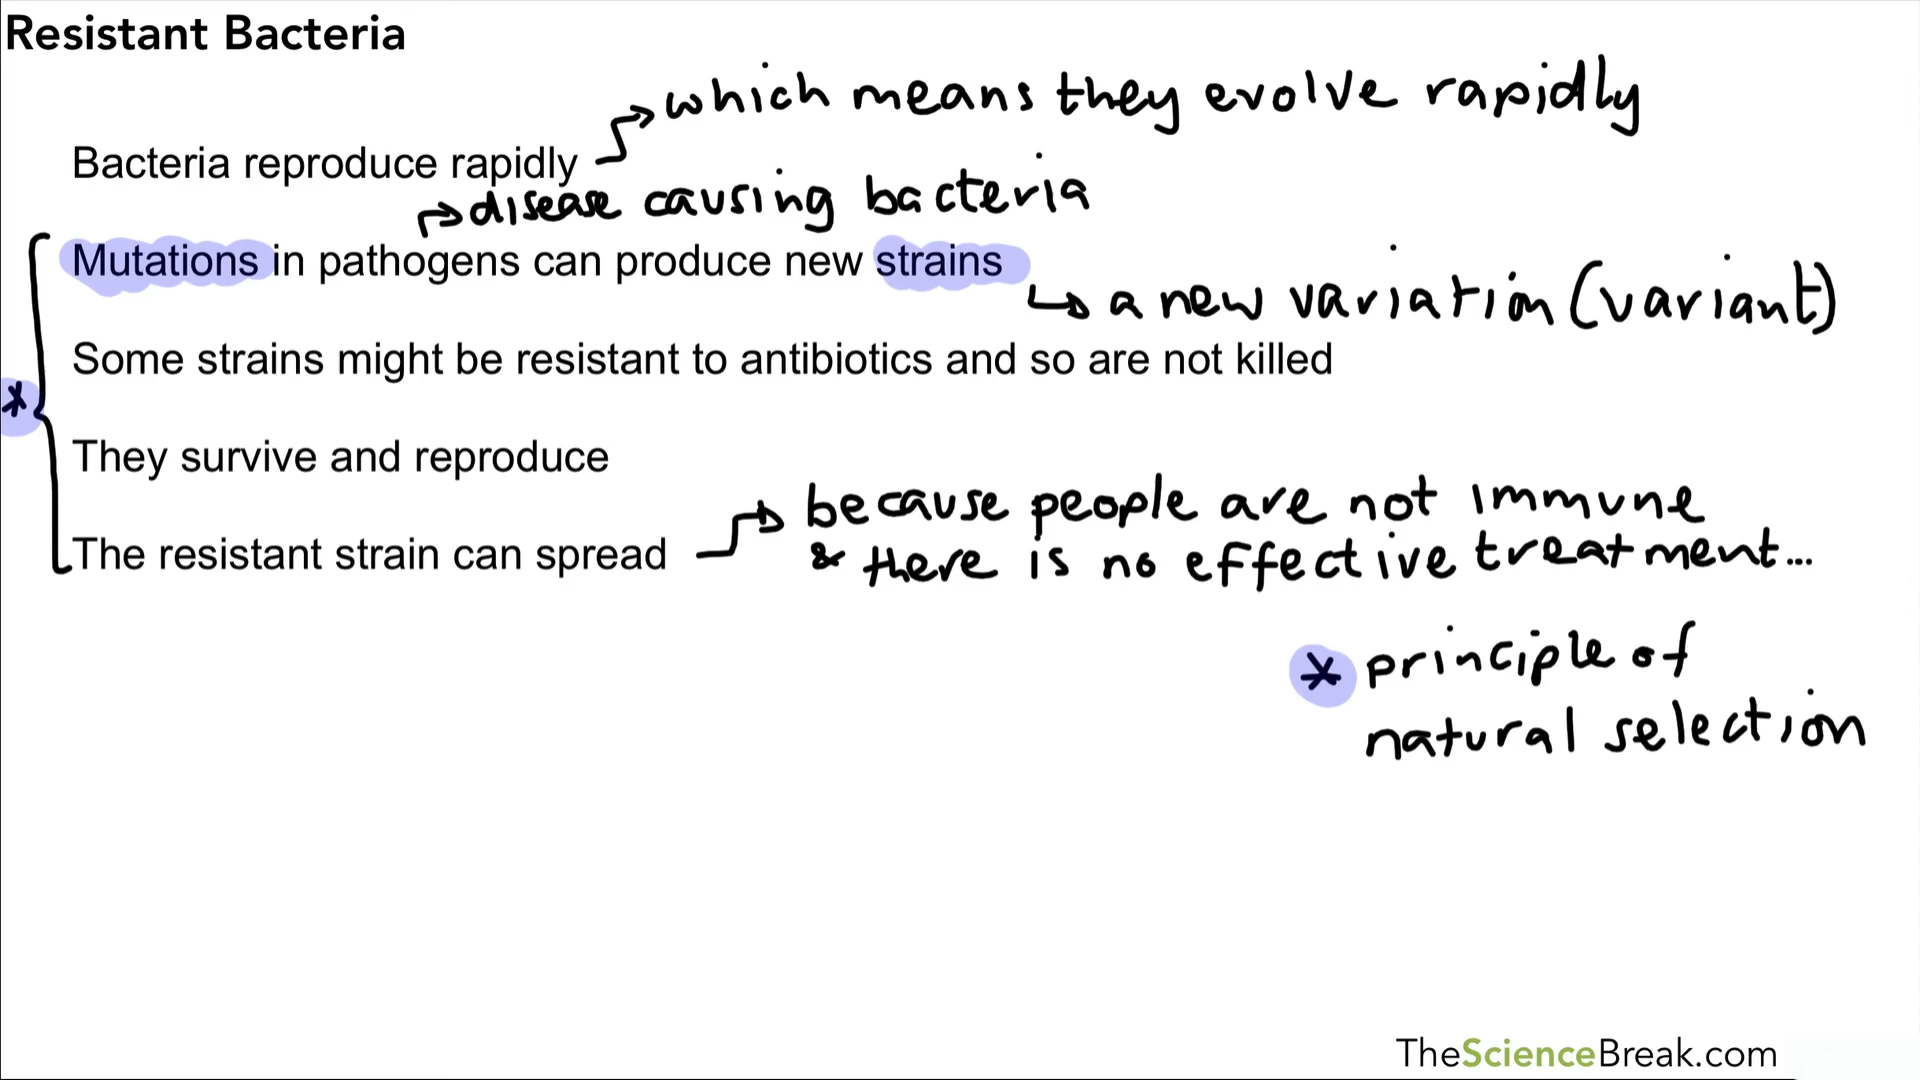 Resistant Bacteria
which means they evolve rapidly
Bacteria reproduce rapidly
disease causing bacteria
Mutations in pathogens can produce new strains
a new variation (variant)
Some strains might be resistant to antibiotics and so are not killed
*
They survive and reproduce
because people are not immune
The resistant strain can spread
& there is no effective treatment...
* principle of
natural selection
TheScienceBreak.com